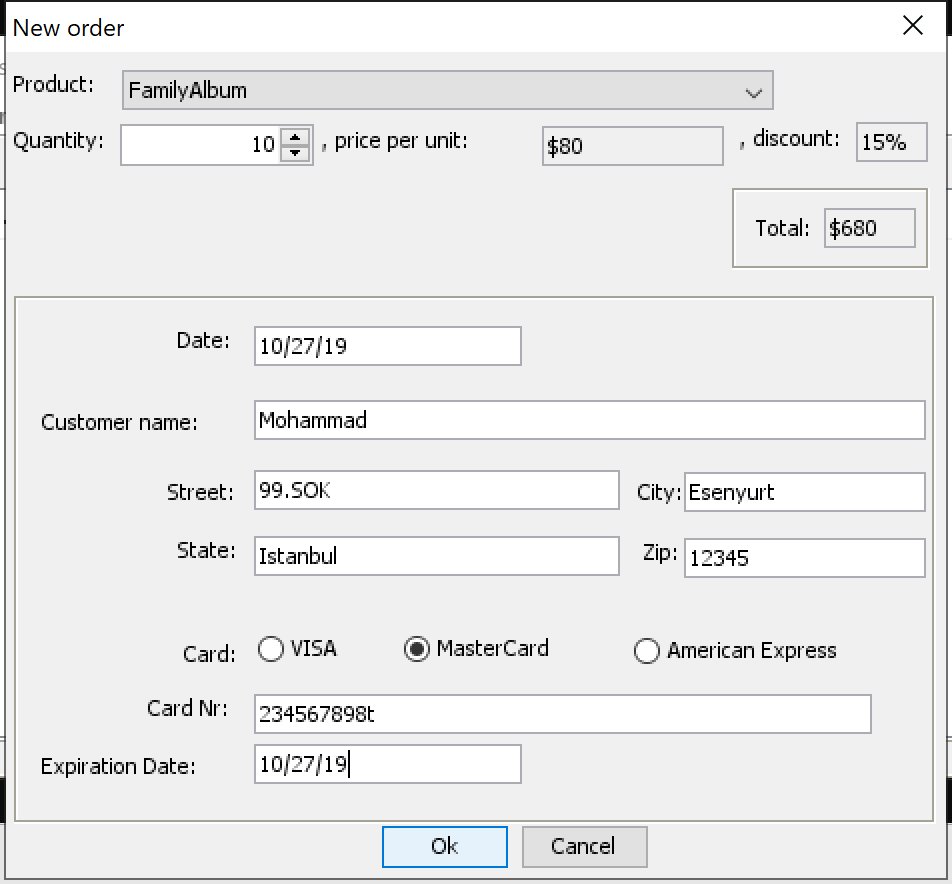 New order
Product: FamilyAlbum
Quantity: 10 , price per unit: $80 , discount: 15%
Total: $680
Date: 10/27/19
Customer name: Mohammad
Street: 99.SOK City: Esenyurt
State: Istanbul Zip: 12345
Card: VISA MasterCard American Express
Card Nr: 234567898t
Expiration Date: 10/27/19
Ok Cancel